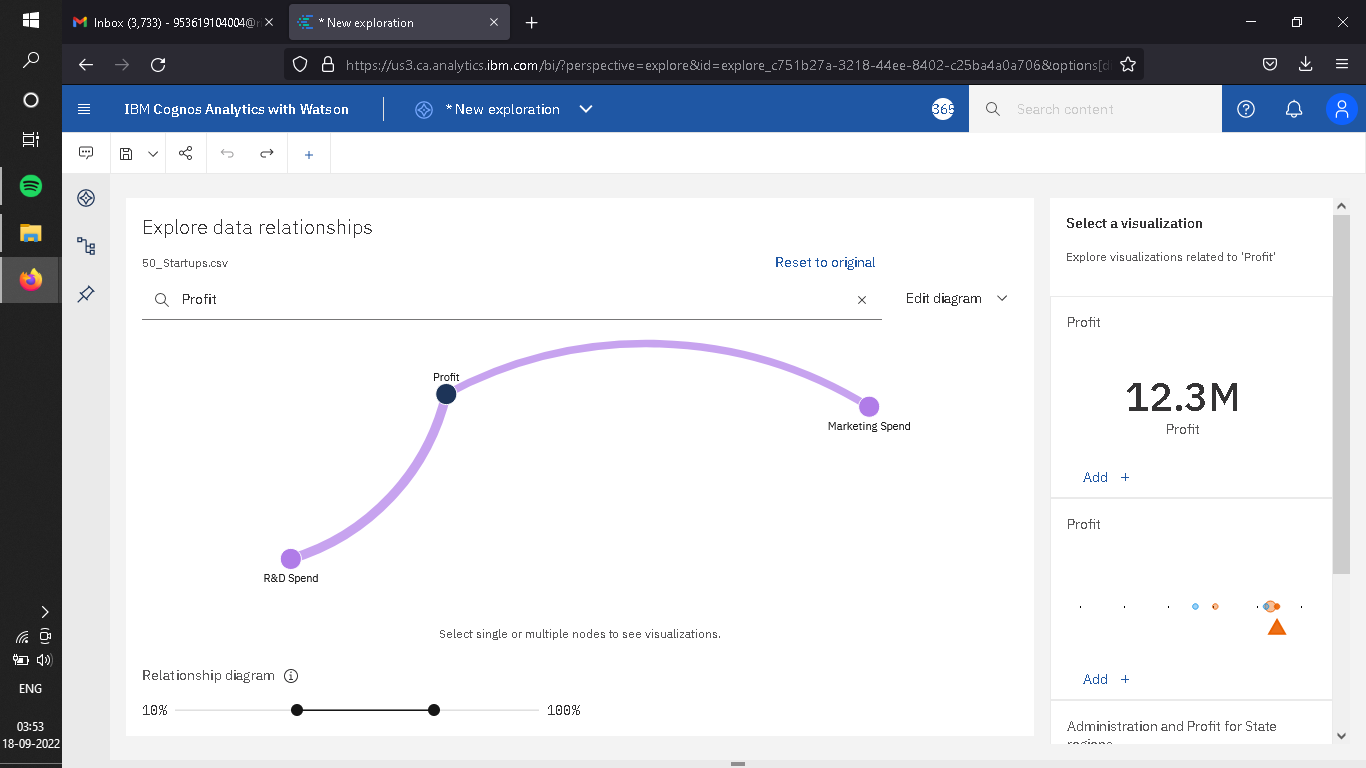 Inbox (3,733) - 953619104004@r
* New exploration
https://us3.ca.analytics.ibm.com/bi/?perspective=explore&id=explore_c751b27a-3218-44ee-8402-c25ba4a0a706&options[d
IBM Cognos Analytics with Watson
* New exploration
365
Search content
Explore data relationships
50_Startups.csv
Reset to original
Profit
Edit diagram
Profit
Marketing Spend
R&D Spend
Select single or multiple nodes to see visualizations.
Relationship diagram
10%
100%
Select a visualization
Explore visualizations related to 'Profit'
Profit
12.3M
Profit
Add +
Profit
Add +
Administration and Profit for State
regions
ENG
03:53
18-09-2022